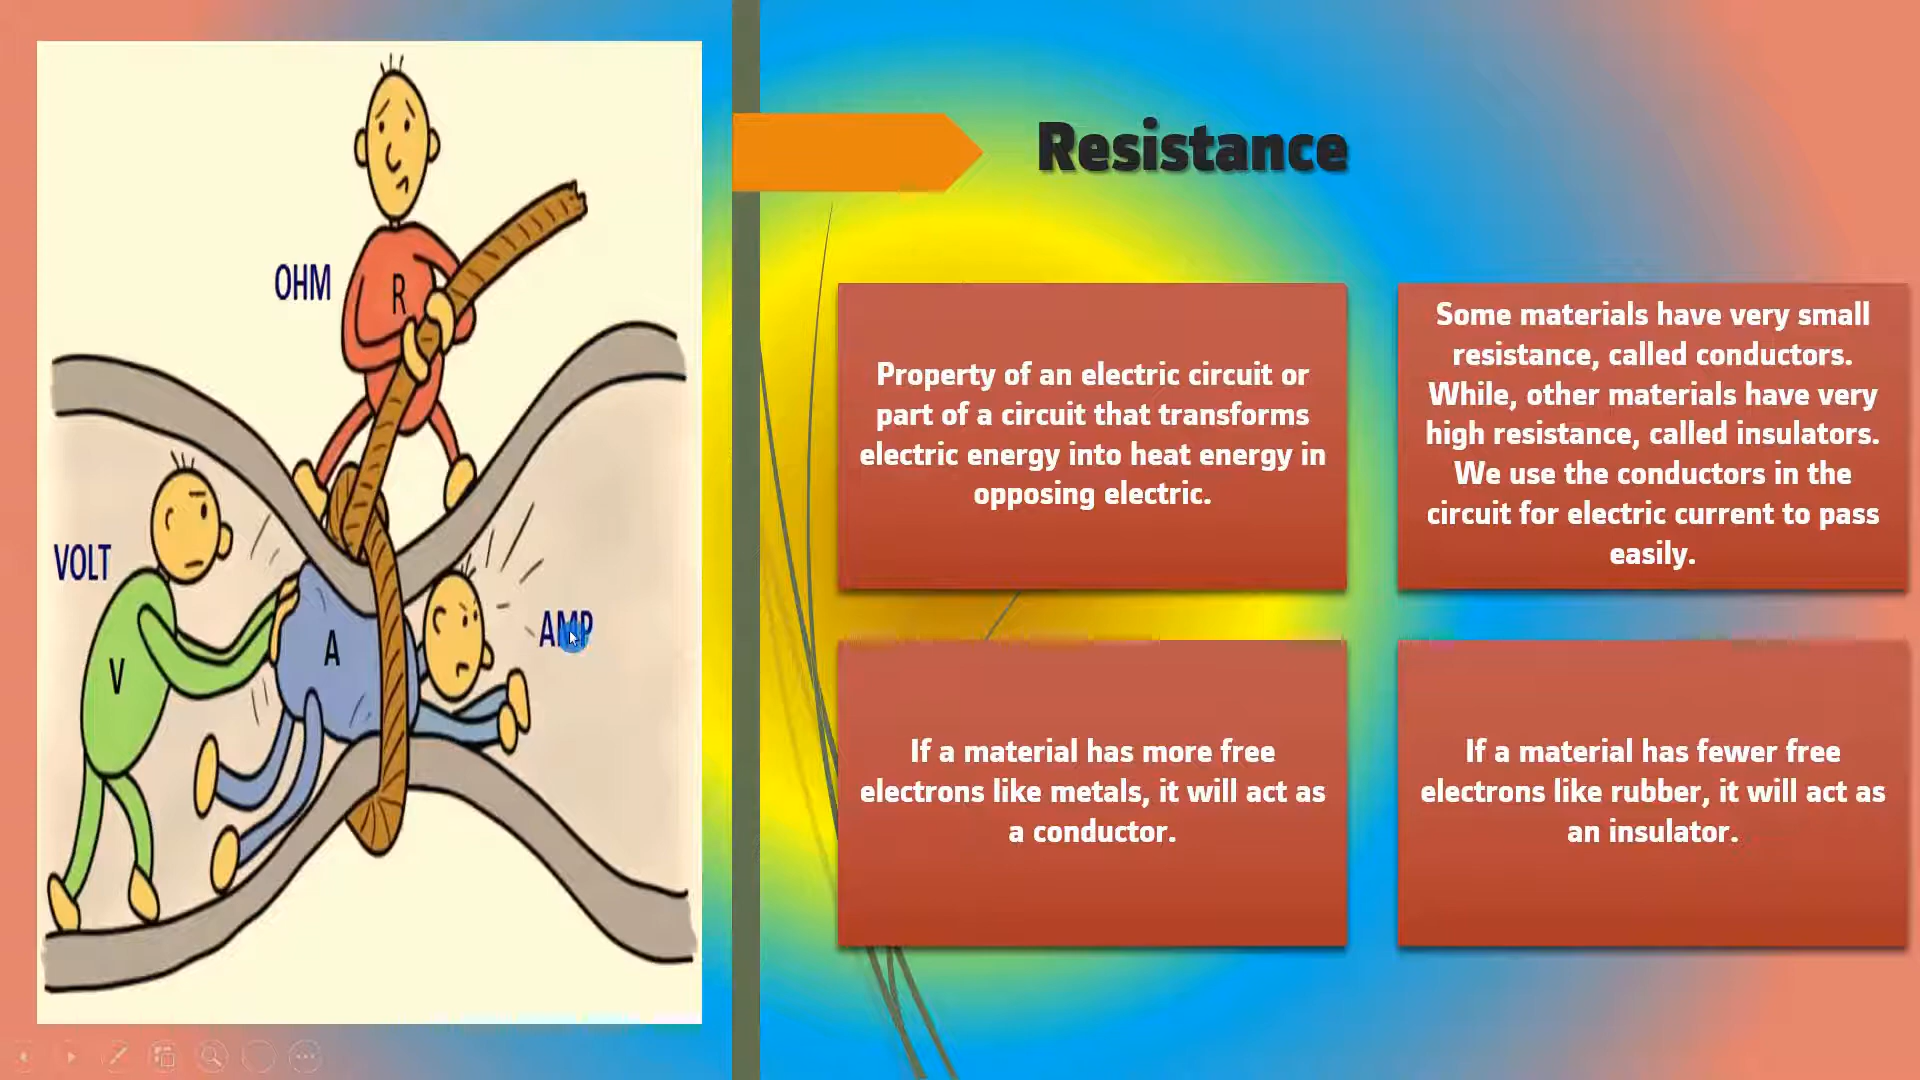 OHM
R
VOLT
V
A
AMP
Resistance
Property of an electric circuit or
part of a circuit that transforms
electric energy into heat energy in
opposing electric.
Some materials have very small
resistance, called conductors.
While, other materials have very
high resistance, called insulators.
We use the conductors in the
circuit for electric current to pass
easily.
If a material has more free
electrons like metals, it will act as
a conductor.
If a material has fewer free
electrons like rubber, it will act as
an insulator.